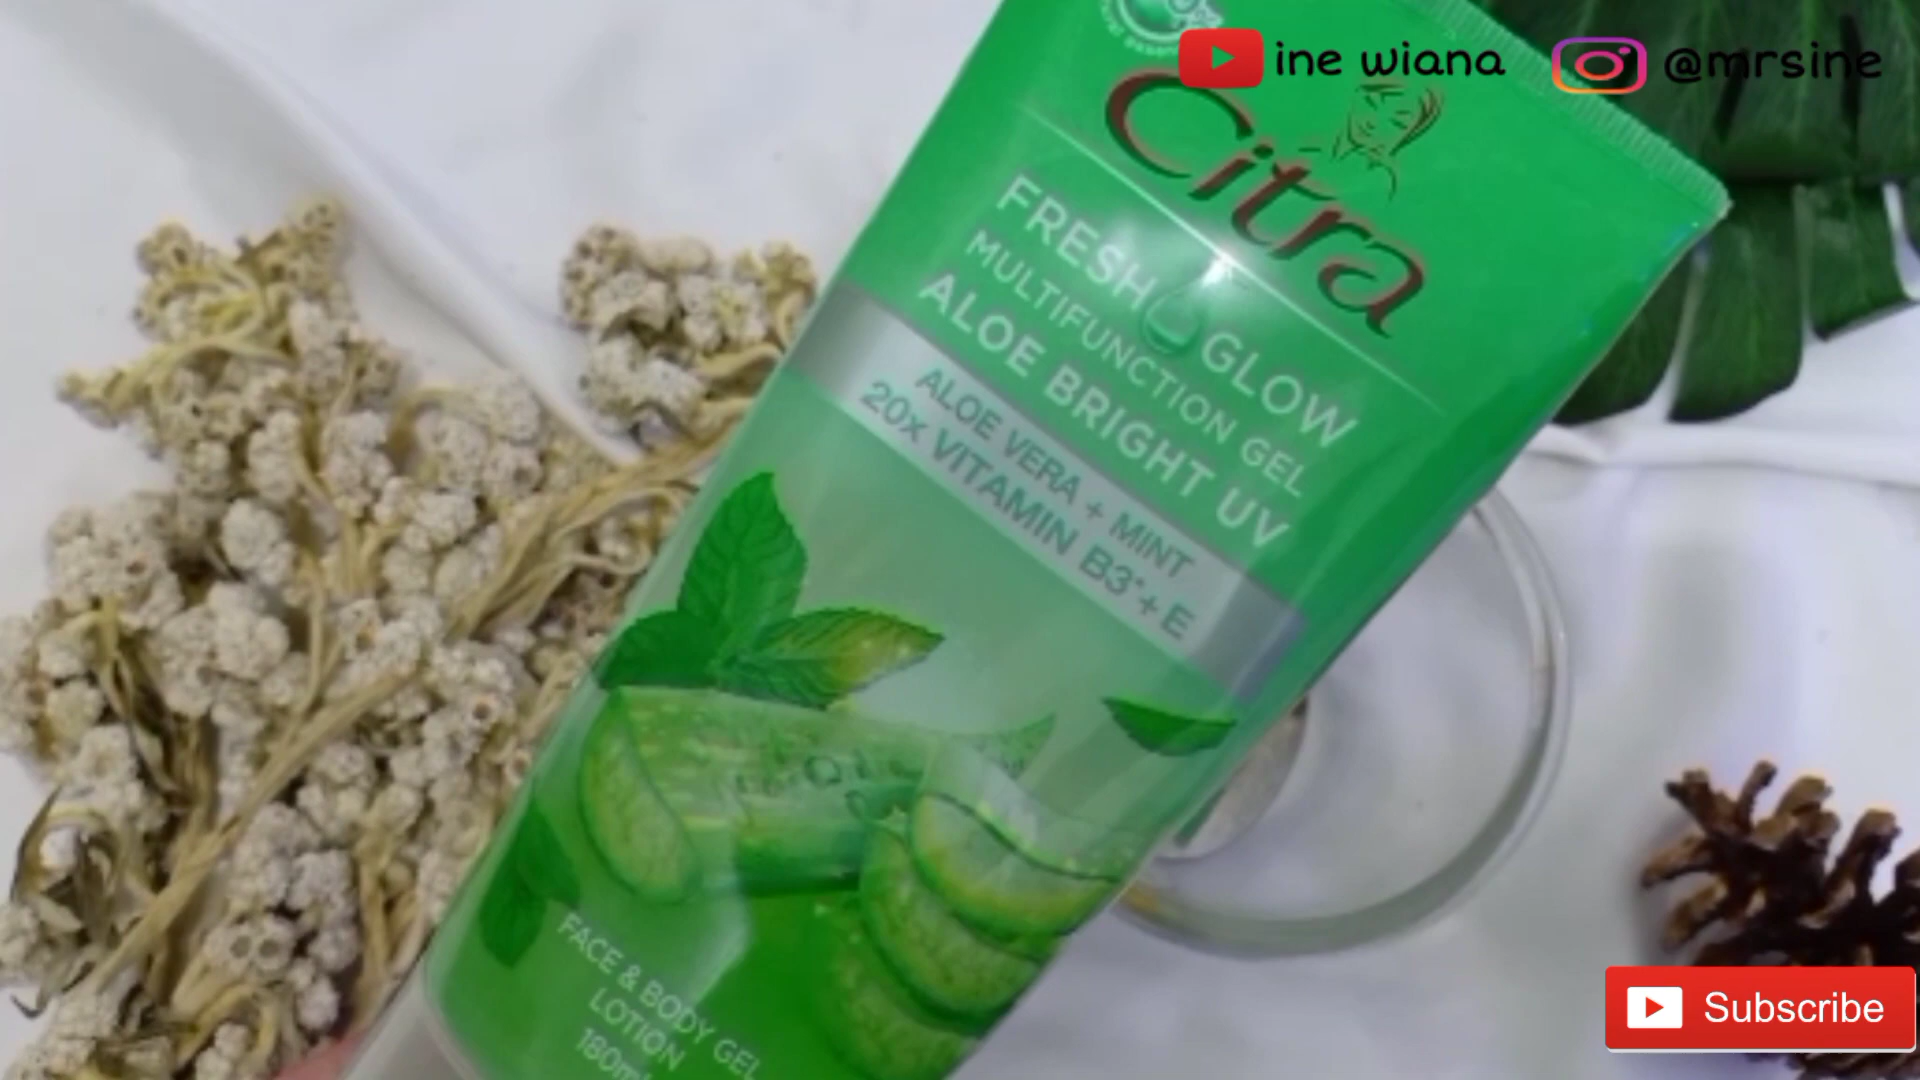 ine wiana @mrsine
Citra
FRESH GLOW
MULTIFUNCTION GEL
ALOE BRIGHT UV
ALOE VERA + MINT
20x VITAMIN B3*+ E
FACE & BODY GEL
LOTION
180ml
Subscribe